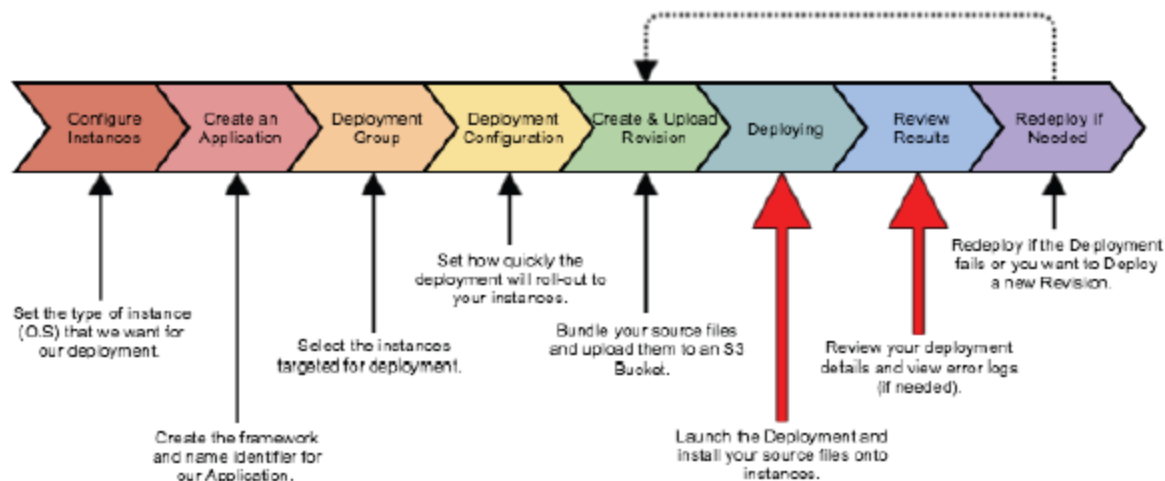 Configure
Instances
Create an
Application
Deployment
Group
Deployment
Configuration
Create & Upload
Revision
Deploying
Review
Results
Redeploy if
Needed
Set the type of instance
(O.S) that we want for
our deployment.
Create the framework
and name identifier for
our Application.
Select the instances
targeted for deployment.
Set how quickly the
deployment will roll-out to
your instances.
Bundle your source files
and upload them to an S3
Bucket.
Launch the Deployment and
install your source files onto
instances.
Review your deployment
details and view error logs
(if needed).
Redeploy if the Deployment
fails or you want to Deploy
a new Revision.